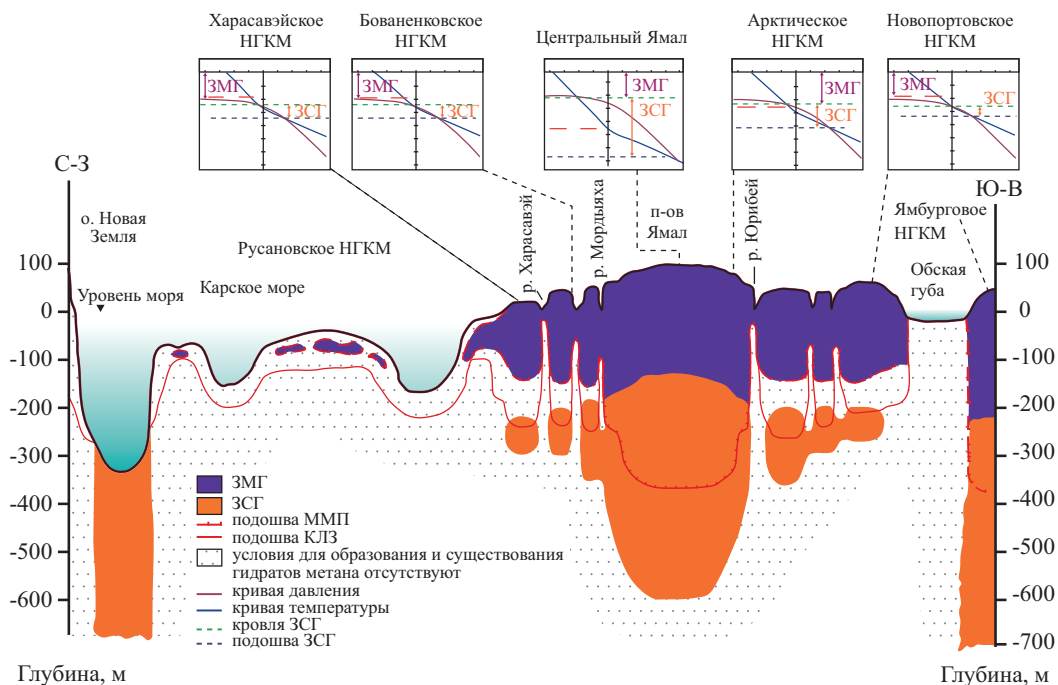 Харасавэйское
НГКМ
Бованенковское
НГКМ
Центральный Ямал
Арктическое
НГКМ
Новопортовское
НГКМ
ЗМГ
ЗСГ
ЗМГ
ЗСГ
ЗМГ
ЗСГ
ЗМГ
ЗСГ
ЗМГ
ЗСГ
С-З
Ю-В
о. Новая
Земля
Русановское НГКМ
р. Харасавэй
р. Мордыяха
п-ов
Ямал
р. Юрибей
Ямбурговое
НГКМ
Обская
губа
Уровень моря
Карское море
100
0
-100
-200
-300
-400
-500
-600
100
0
-100
-200
-300
-400
-500
-600
-700
ЗМГ
ЗСГ
подошва ММП
подошва КЛЗ
условия для образования и существования
гидратов метана отсутствуют
кривая давления
кривая температуры
кровля ЗСГ
подошва ЗСГ
Глубина, м
Глубина, м